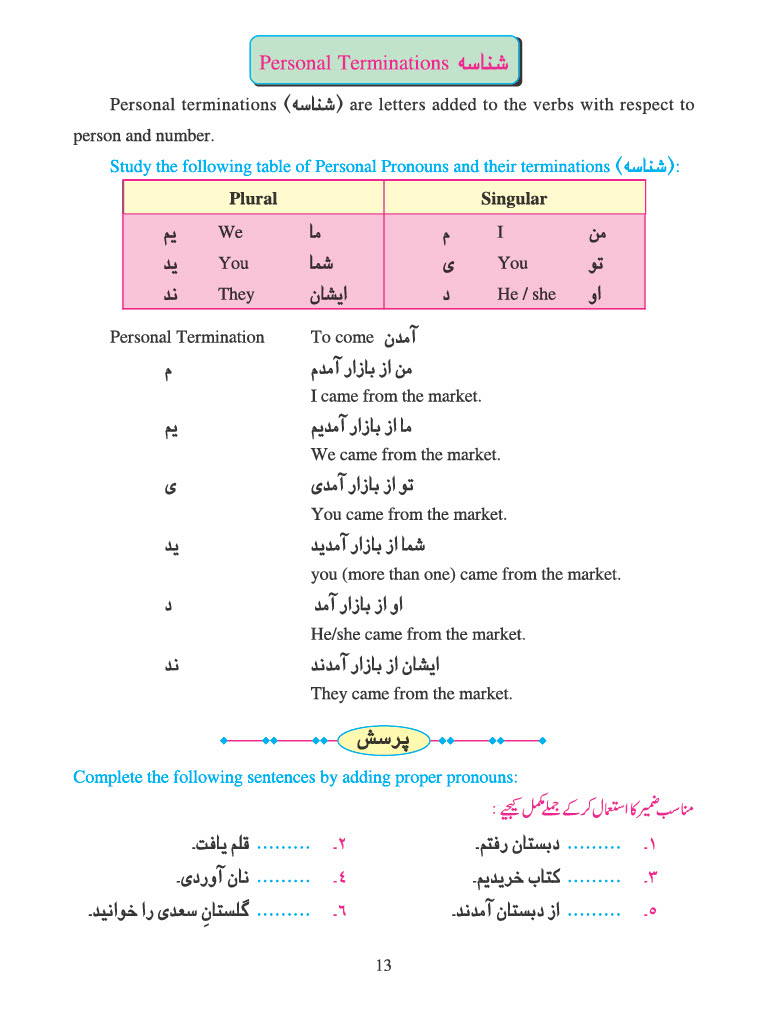 Personal Terminations شناسه
Personal terminations (شناسه) are letters added to the verbs with respect to
person and number.
Study the following table of Personal Pronouns and their terminations (شناسه):
Plural Singular
یم We ما م I من
ید You شما ی You تو
ند They ایشان د He / she او
Personal Termination To come آمدن
م من از بازار آمدم
I came from the market.
یم ما از بازار آمدیم
We came from the market.
ی تو از بازار آمدی
You came from the market.
ید شما از بازار آمدید
you (more than one) came from the market.
د او از بازار آمد
He/she came from the market.
ند ایشان از بازار آمدند
They came from the market.
پرسش
Complete the following sentences by adding proper pronouns:
مناسب ضمیر کا استعمال کر کے جملے مکمل کیجیے :
۱۔ ......... دبستان رفتم۔ ۲۔ ......... قلم یافت۔
۳۔ ......... کتاب خریدیم۔ ۴۔ ......... نان آوردی۔
۵۔ ......... از دبستان آمدند۔ ۶۔ ......... گلستانِ سعدی را خوانید۔
13